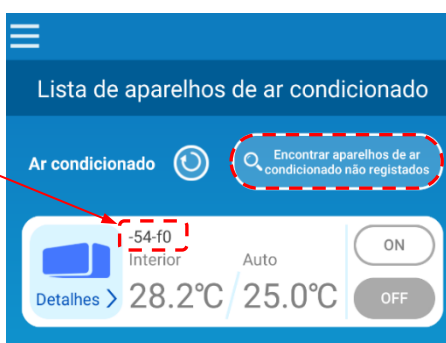 Lista de aparelhos de ar condicionado
Ar condicionado
Encontrar aparelhos de ar
condicionado não registados
-54-f0
Interior
Auto
ON
Detalhes
28.2℃
25.0℃
OFF